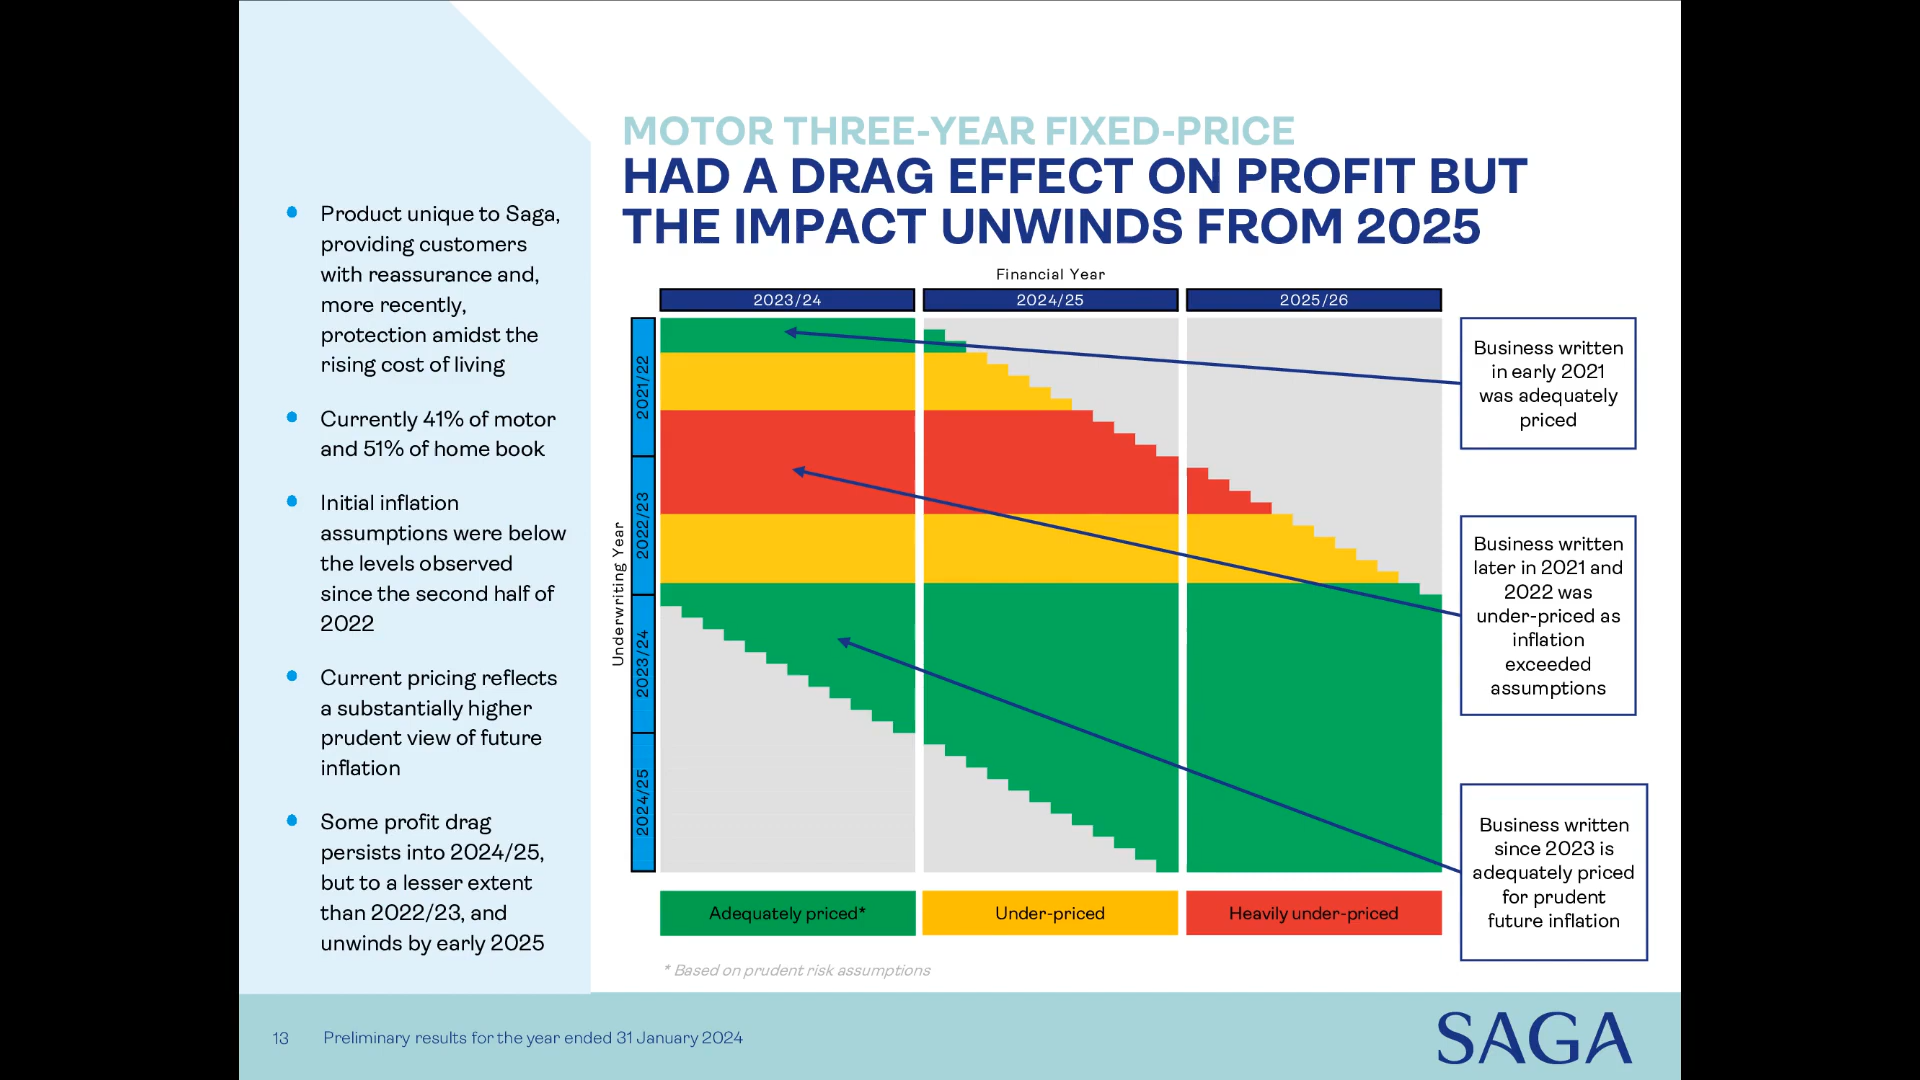 MOTOR THREE-YEAR FIXED-PRICE
HAD A DRAG EFFECT ON PROFIT BUT
THE IMPACT UNWINDS FROM 2025
Product unique to Saga,
providing customers
with reassurance and,
more recently,
protection amidst the
rising cost of living
Currently 41% of motor
and 51% of home book
Initial inflation
assumptions were below
the levels observed
since the second half of
2022
Current pricing reflects
a substantially higher
prudent view of future
inflation
Some profit drag
persists into 2024/25,
but to a lesser extent
than 2022/23, and
unwinds by early 2025
Financial Year
2023/24
2024/25
2025/26
Underwriting Year
2021/22
2022/23
2023/24
2024/25
Business written
in early 2021
was adequately
priced
Business written
later in 2021 and
2022 was
under-priced as
inflation
exceeded
assumptions
Business written
since 2023 is
adequately priced
for prudent
future inflation
Adequately priced*
Under-priced
Heavily under-priced
* Based on prudent risk assumptions
13
Preliminary results for the year ended 31 January 2024
SAGA